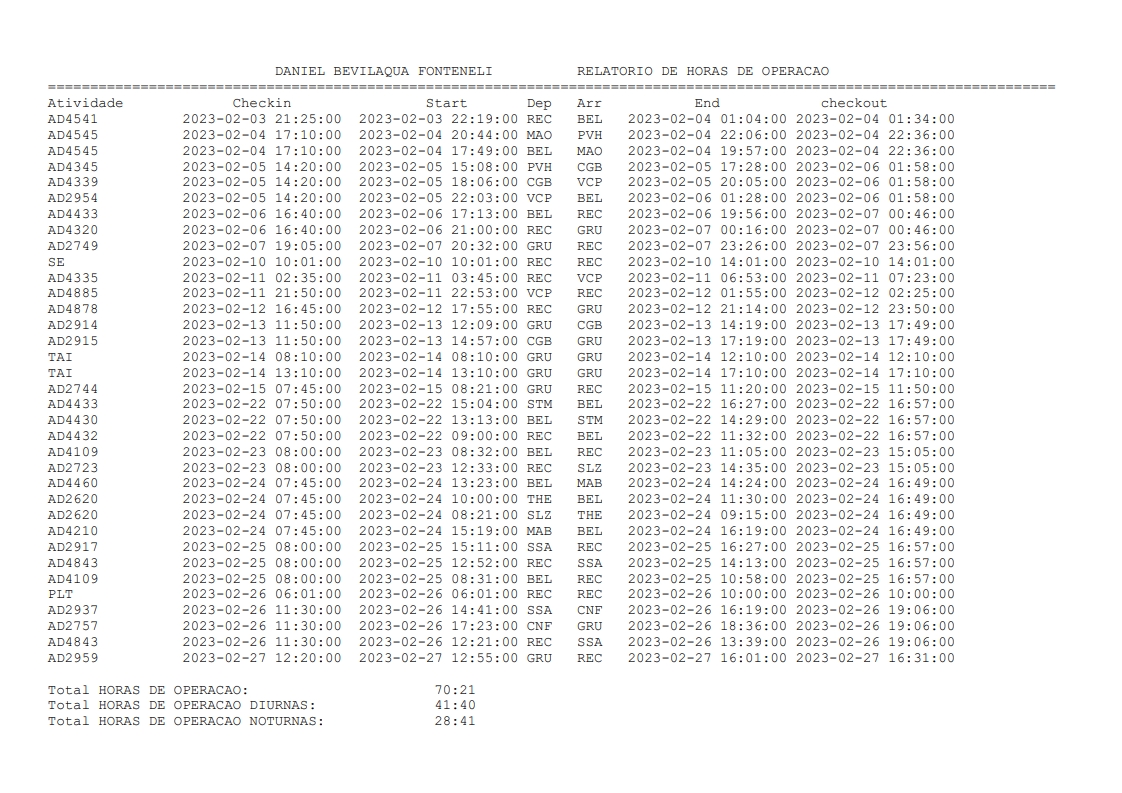 DANIEL BEVILAQUA FONTENELI RELATORIO DE HORAS DE OPERACAO
========================================================================================================================
Atividade Checkin Start Dep Arr End checkout
AD4541 2023-02-03 21:25:00 2023-02-03 22:19:00 REC BEL 2023-02-04 01:04:00 2023-02-04 01:34:00
AD4545 2023-02-04 17:10:00 2023-02-04 20:44:00 MAO PVH 2023-02-04 22:06:00 2023-02-04 22:36:00
AD4545 2023-02-04 17:10:00 2023-02-04 17:49:00 BEL MAO 2023-02-04 19:57:00 2023-02-04 22:36:00
AD4345 2023-02-05 14:20:00 2023-02-05 15:08:00 PVH CGB 2023-02-05 17:28:00 2023-02-06 01:58:00
AD4339 2023-02-05 14:20:00 2023-02-05 18:06:00 CGB VCP 2023-02-05 20:05:00 2023-02-06 01:58:00
AD2954 2023-02-05 14:20:00 2023-02-05 22:03:00 VCP BEL 2023-02-06 01:28:00 2023-02-06 01:58:00
AD4433 2023-02-06 16:40:00 2023-02-06 17:13:00 BEL REC 2023-02-06 19:56:00 2023-02-07 00:46:00
AD4320 2023-02-06 16:40:00 2023-02-06 21:00:00 REC GRU 2023-02-07 00:16:00 2023-02-07 00:46:00
AD2749 2023-02-07 19:05:00 2023-02-07 20:32:00 GRU REC 2023-02-07 23:26:00 2023-02-07 23:56:00
SE 2023-02-10 10:01:00 2023-02-10 10:01:00 REC REC 2023-02-10 14:01:00 2023-02-10 14:01:00
AD4335 2023-02-11 02:35:00 2023-02-11 03:45:00 REC VCP 2023-02-11 06:53:00 2023-02-11 07:23:00
AD4885 2023-02-11 21:50:00 2023-02-11 22:53:00 VCP REC 2023-02-12 01:55:00 2023-02-12 02:25:00
AD4878 2023-02-12 16:45:00 2023-02-12 17:55:00 REC GRU 2023-02-12 21:14:00 2023-02-12 23:50:00
AD2914 2023-02-13 11:50:00 2023-02-13 12:09:00 GRU CGB 2023-02-13 14:19:00 2023-02-13 17:49:00
AD2915 2023-02-13 11:50:00 2023-02-13 14:57:00 CGB GRU 2023-02-13 17:19:00 2023-02-13 17:49:00
TAI 2023-02-14 08:10:00 2023-02-14 08:10:00 GRU GRU 2023-02-14 12:10:00 2023-02-14 12:10:00
TAI 2023-02-14 13:10:00 2023-02-14 13:10:00 GRU GRU 2023-02-14 17:10:00 2023-02-14 17:10:00
AD2744 2023-02-15 07:45:00 2023-02-15 08:21:00 GRU REC 2023-02-15 11:20:00 2023-02-15 11:50:00
AD4433 2023-02-22 07:50:00 2023-02-22 15:04:00 STM BEL 2023-02-22 16:27:00 2023-02-22 16:57:00
AD4430 2023-02-22 07:50:00 2023-02-22 13:13:00 BEL STM 2023-02-22 14:29:00 2023-02-22 16:57:00
AD4432 2023-02-22 07:50:00 2023-02-22 09:00:00 REC BEL 2023-02-22 11:32:00 2023-02-22 16:57:00
AD4109 2023-02-23 08:00:00 2023-02-23 08:32:00 BEL REC 2023-02-23 11:05:00 2023-02-23 15:05:00
AD2723 2023-02-23 08:00:00 2023-02-23 12:33:00 REC SLZ 2023-02-23 14:35:00 2023-02-23 15:05:00
AD4460 2023-02-24 07:45:00 2023-02-24 13:23:00 BEL MAB 2023-02-24 14:24:00 2023-02-24 16:49:00
AD2620 2023-02-24 07:45:00 2023-02-24 10:00:00 THE BEL 2023-02-24 11:30:00 2023-02-24 16:49:00
AD2620 2023-02-24 07:45:00 2023-02-24 08:21:00 SLZ THE 2023-02-24 09:15:00 2023-02-24 16:49:00
AD4210 2023-02-24 07:45:00 2023-02-24 15:19:00 MAB BEL 2023-02-24 16:19:00 2023-02-24 16:49:00
AD2917 2023-02-25 08:00:00 2023-02-25 15:11:00 SSA REC 2023-02-25 16:27:00 2023-02-25 16:57:00
AD4843 2023-02-25 08:00:00 2023-02-25 12:52:00 REC SSA 2023-02-25 14:13:00 2023-02-25 16:57:00
AD4109 2023-02-25 08:00:00 2023-02-25 08:31:00 BEL REC 2023-02-25 10:58:00 2023-02-25 16:57:00
PLT 2023-02-26 06:01:00 2023-02-26 06:01:00 REC REC 2023-02-26 10:00:00 2023-02-26 10:00:00
AD2937 2023-02-26 11:30:00 2023-02-26 14:41:00 SSA CNF 2023-02-26 16:19:00 2023-02-26 19:06:00
AD2757 2023-02-26 11:30:00 2023-02-26 17:23:00 CNF GRU 2023-02-26 18:36:00 2023-02-26 19:06:00
AD4843 2023-02-26 11:30:00 2023-02-26 12:21:00 REC SSA 2023-02-26 13:39:00 2023-02-26 19:06:00
AD2959 2023-02-27 12:20:00 2023-02-27 12:55:00 GRU REC 2023-02-27 16:01:00 2023-02-27 16:31:00
Total HORAS DE OPERACAO: 70:21
Total HORAS DE OPERACAO DIURNAS: 41:40
Total HORAS DE OPERACAO NOTURNAS: 28:41